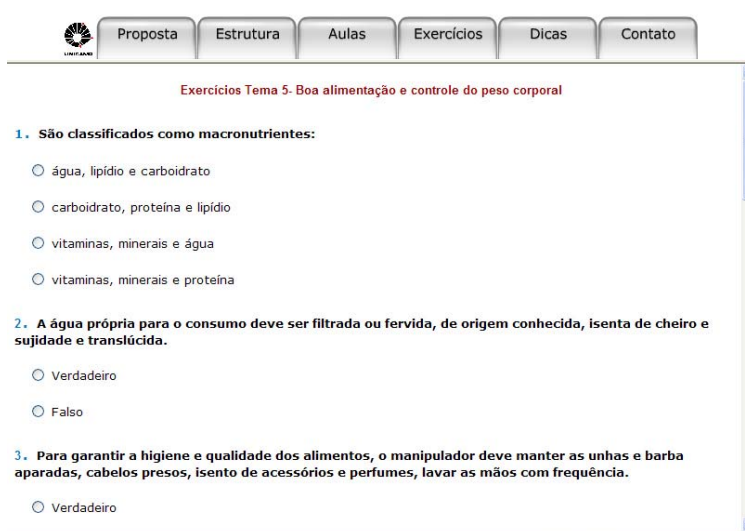 Proposta Estrutura Aulas Exercícios Dicas Contato
UNICAMP
Exercícios Tema 5- Boa alimentação e controle do peso corporal
1. São classificados como macronutrientes:
água, lipídio e carboidrato
carboidrato, proteína e lipídio
vitaminas, minerais e água
vitaminas, minerais e proteína
2. A água própria para o consumo deve ser filtrada ou fervida, de origem conhecida, isenta de cheiro e
sujidade e translúcida.
Verdadeiro
Falso
3. Para garantir a higiene e qualidade dos alimentos, o manipulador deve manter as unhas e barba
aparadas, cabelos presos, isento de acessórios e perfumes, lavar as mãos com frequência.
Verdadeiro